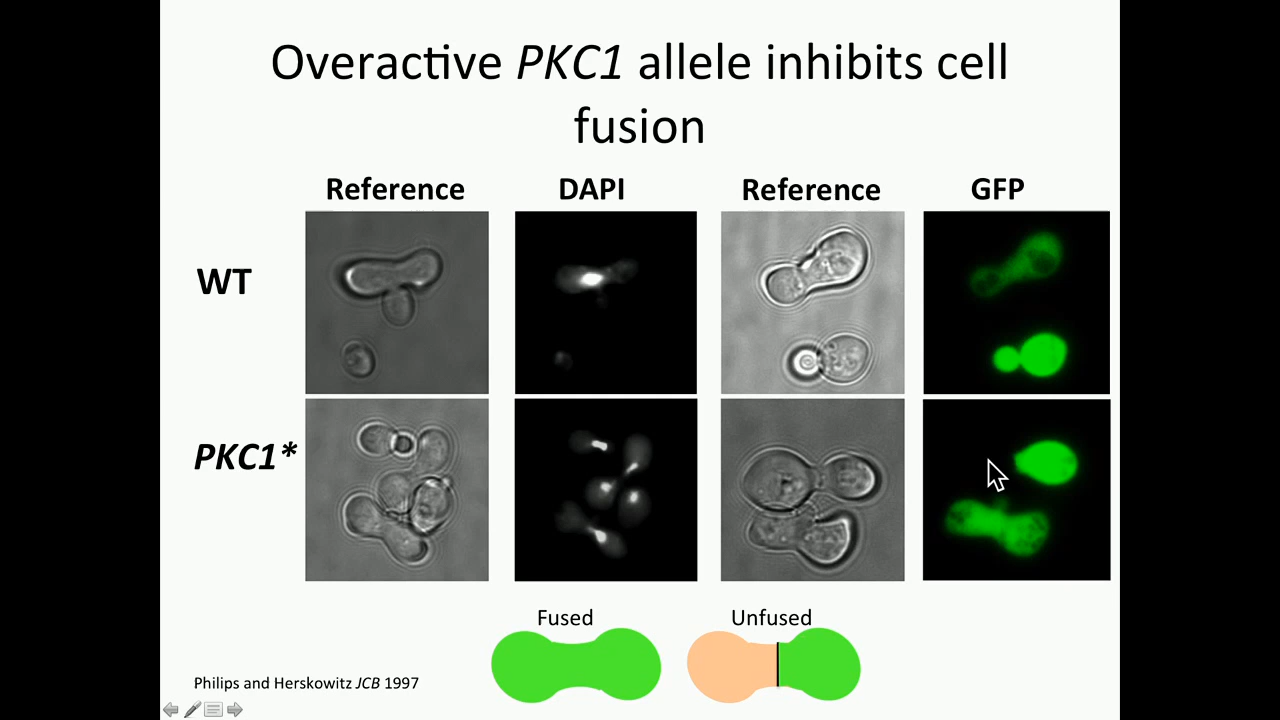 Overactive PKC1 allele inhibits cell
fusion
Reference DAPI Reference GFP
WT
PKC1*
Fused Unfused
Philips and Herskowitz JCB 1997